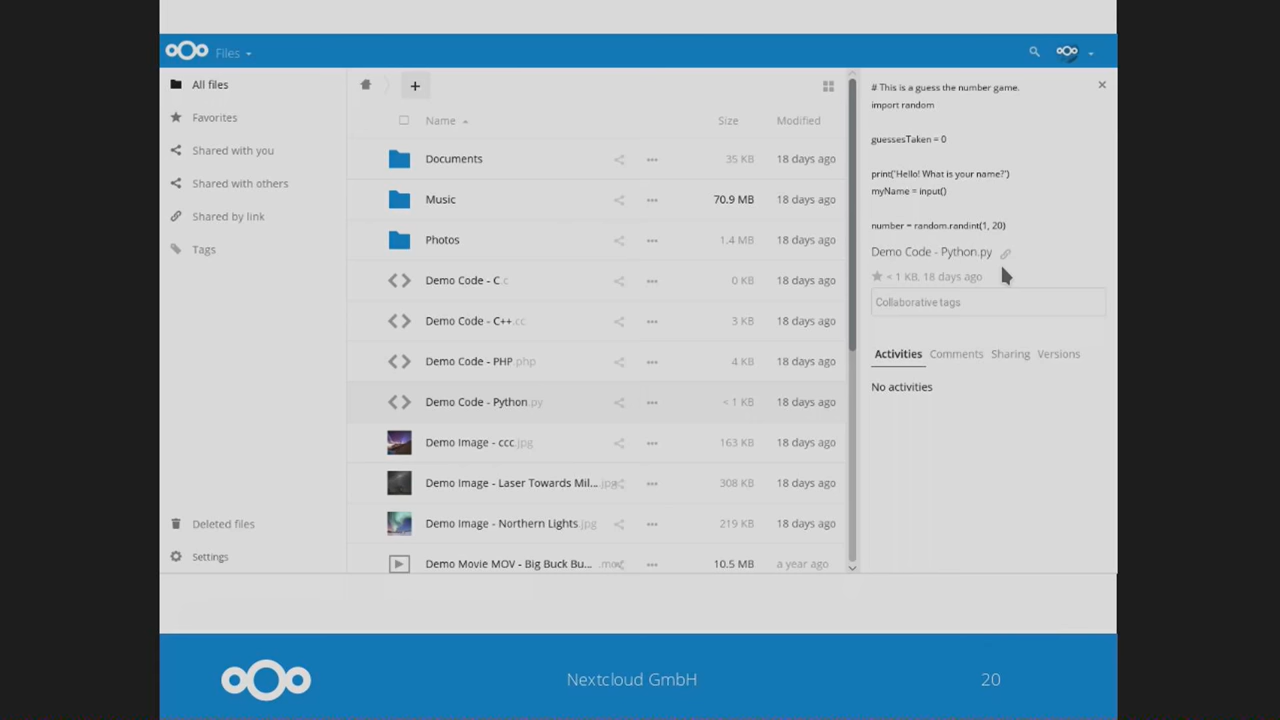 Files
All files
Favorites
Shared with you
Shared with others
Shared by link
Tags
Deleted files
Settings
+
Name Size Modified
Documents ••• 35 KB 18 days ago
Music ••• 70.9 MB 18 days ago
Photos ••• 1.4 MB 18 days ago
Demo Code - C.c ••• 0 KB 18 days ago
Demo Code - C++.cc ••• 3 KB 18 days ago
Demo Code - PHP.php ••• 4 KB 18 days ago
Demo Code - Python.py ••• < 1 KB 18 days ago
Demo Image - ccc.jpg ••• 163 KB 18 days ago
Demo Image - Laser Towards Mil... .jpg ••• 308 KB 18 days ago
Demo Image - Northern Lights.jpg ••• 219 KB 18 days ago
Demo Movie MOV - Big Buck Bu... .mov ••• 10.5 MB a year ago
# This is a guess the number game.
import random
guessesTaken = 0
print('Hello! What is your name?')
myName = input()
number = random.randint(1, 20)
Demo Code - Python.py
< 1 KB, 18 days ago
Collaborative tags
Activities Comments Sharing Versions
No activities
Nextcloud GmbH 20